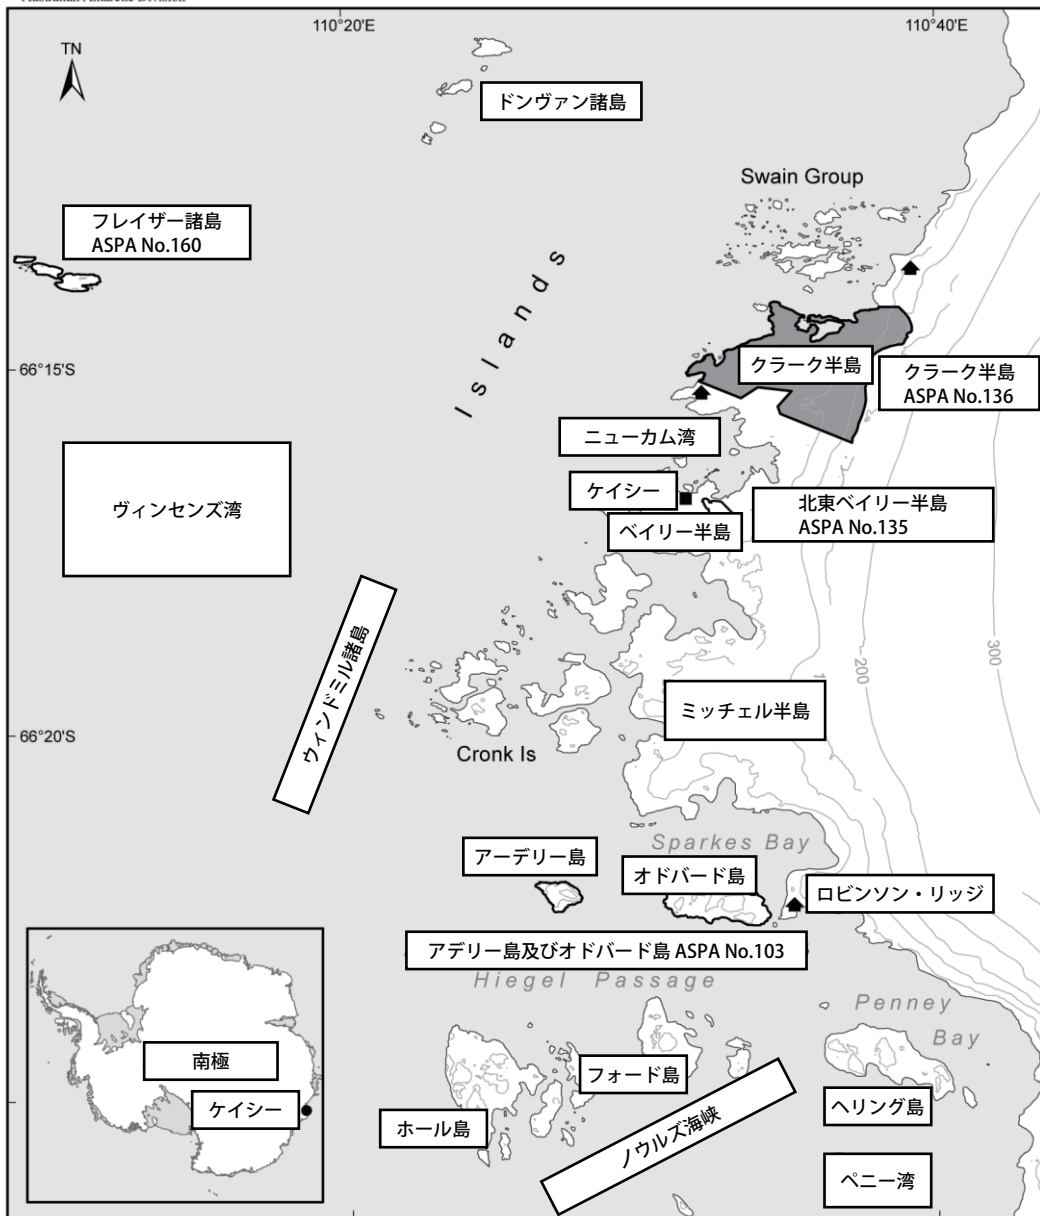 Australian Antarctic Division
110°20'E
110°40'E
TN
ドンヴァン諸島
Swain Group
フレイザー諸島
ASPA No.160
Islands
66°15'S
クラーク半島
クラーク半島
ASPA No.136
ニューカム湾
ヴィンセンズ湾
ケイシー
北東ベイリー半島
ASPA No.135
ベイリー半島
ウィンドミル諸島
200
300
ミッチェル半島
66°20'S
Cronk Is
Sparkes Bay
アーデリー島
オドバード島
ロビンソン・リッジ
アデリー島及びオドバード島 ASPA No.103
Hiegel Passage
Penney
Bay
南極
ケイシー
フォード島
ホール島
ノウルズ海峡
ヘリング島
ペニー湾